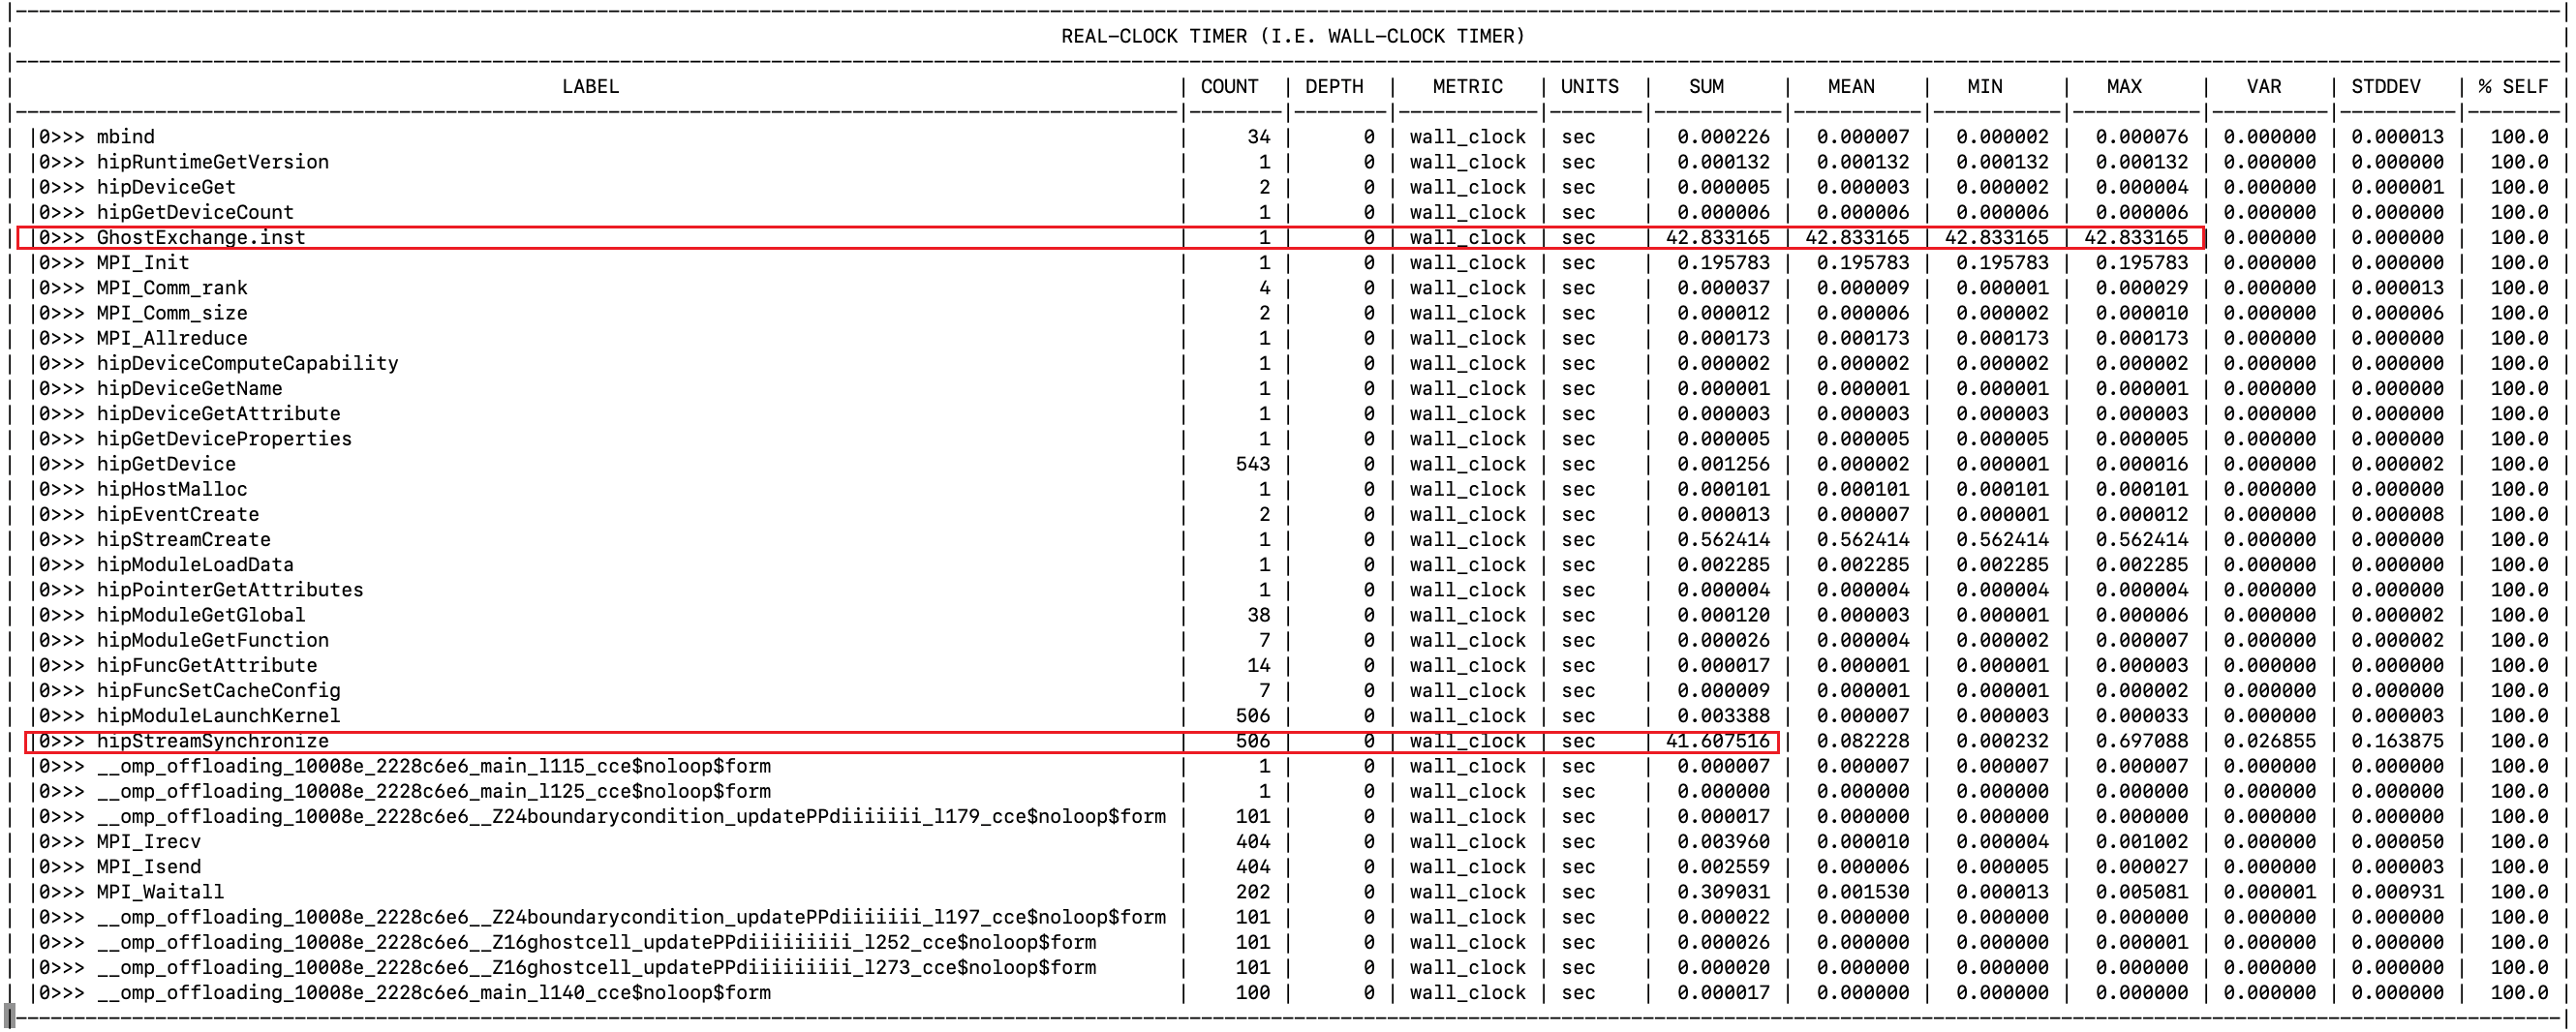 REAL-CLOCK TIMER (I.E. WALL-CLOCK TIMER)
| LABEL | COUNT | DEPTH | METRIC | UNITS | SUM | MEAN | MIN | MAX | VAR | STDDEV | % SELF |
| |0>>> mbind | 34 | 0 | wall_clock | sec | 0.000226 | 0.000007 | 0.000002 | 0.000076 | 0.000000 | 0.000013 | 100.0 |
| |0>>> hipRuntimeGetVersion | 1 | 0 | wall_clock | sec | 0.000132 | 0.000132 | 0.000132 | 0.000132 | 0.000000 | 0.000000 | 100.0 |
| |0>>> hipDeviceGet | 2 | 0 | wall_clock | sec | 0.000005 | 0.000003 | 0.000002 | 0.000004 | 0.000000 | 0.000001 | 100.0 |
| |0>>> hipGetDeviceCount | 1 | 0 | wall_clock | sec | 0.000006 | 0.000006 | 0.000006 | 0.000006 | 0.000000 | 0.000000 | 100.0 |
| |0>>> GhostExchange.inst | 1 | 0 | wall_clock | sec | 42.833165 | 42.833165 | 42.833165 | 42.833165 | 0.000000 | 0.000000 | 100.0 |
| |0>>> MPI_Init | 1 | 0 | wall_clock | sec | 0.195783 | 0.195783 | 0.195783 | 0.195783 | 0.000000 | 0.000000 | 100.0 |
| |0>>> MPI_Comm_rank | 4 | 0 | wall_clock | sec | 0.000037 | 0.000009 | 0.000001 | 0.000029 | 0.000000 | 0.000013 | 100.0 |
| |0>>> MPI_Comm_size | 2 | 0 | wall_clock | sec | 0.000012 | 0.000006 | 0.000002 | 0.000010 | 0.000000 | 0.000006 | 100.0 |
| |0>>> MPI_Allreduce | 1 | 0 | wall_clock | sec | 0.000173 | 0.000173 | 0.000173 | 0.000173 | 0.000000 | 0.000000 | 100.0 |
| |0>>> hipDeviceComputeCapability | 1 | 0 | wall_clock | sec | 0.000002 | 0.000002 | 0.000002 | 0.000002 | 0.000000 | 0.000000 | 100.0 |
| |0>>> hipDeviceGetName | 1 | 0 | wall_clock | sec | 0.000001 | 0.000001 | 0.000001 | 0.000001 | 0.000000 | 0.000000 | 100.0 |
| |0>>> hipDeviceGetAttribute | 1 | 0 | wall_clock | sec | 0.000003 | 0.000003 | 0.000003 | 0.000003 | 0.000000 | 0.000000 | 100.0 |
| |0>>> hipGetDeviceProperties | 1 | 0 | wall_clock | sec | 0.000005 | 0.000005 | 0.000005 | 0.000005 | 0.000000 | 0.000000 | 100.0 |
| |0>>> hipGetDevice | 543 | 0 | wall_clock | sec | 0.001256 | 0.000002 | 0.000001 | 0.000016 | 0.000000 | 0.000002 | 100.0 |
| |0>>> hipHostMalloc | 1 | 0 | wall_clock | sec | 0.000101 | 0.000101 | 0.000101 | 0.000101 | 0.000000 | 0.000000 | 100.0 |
| |0>>> hipEventCreate | 2 | 0 | wall_clock | sec | 0.000013 | 0.000007 | 0.000001 | 0.000012 | 0.000000 | 0.000008 | 100.0 |
| |0>>> hipStreamCreate | 1 | 0 | wall_clock | sec | 0.562414 | 0.562414 | 0.562414 | 0.562414 | 0.000000 | 0.000000 | 100.0 |
| |0>>> hipModuleLoadData | 1 | 0 | wall_clock | sec | 0.002285 | 0.002285 | 0.002285 | 0.002285 | 0.000000 | 0.000000 | 100.0 |
| |0>>> hipPointerGetAttributes | 1 | 0 | wall_clock | sec | 0.000004 | 0.000004 | 0.000004 | 0.000004 | 0.000000 | 0.000000 | 100.0 |
| |0>>> hipModuleGetGlobal | 38 | 0 | wall_clock | sec | 0.000120 | 0.000003 | 0.000001 | 0.000006 | 0.000000 | 0.000002 | 100.0 |
| |0>>> hipModuleGetFunction | 7 | 0 | wall_clock | sec | 0.000026 | 0.000004 | 0.000002 | 0.000007 | 0.000000 | 0.000002 | 100.0 |
| |0>>> hipFuncGetAttribute | 14 | 0 | wall_clock | sec | 0.000017 | 0.000001 | 0.000001 | 0.000003 | 0.000000 | 0.000000 | 100.0 |
| |0>>> hipFuncSetCacheConfig | 7 | 0 | wall_clock | sec | 0.000009 | 0.000001 | 0.000001 | 0.000002 | 0.000000 | 0.000000 | 100.0 |
| |0>>> hipModuleLaunchKernel | 506 | 0 | wall_clock | sec | 0.003388 | 0.000007 | 0.000003 | 0.000033 | 0.000000 | 0.000003 | 100.0 |
| |0>>> hipStreamSynchronize | 506 | 0 | wall_clock | sec | 41.607516 | 0.082228 | 0.000232 | 0.697088 | 0.026855 | 0.163875 | 100.0 |
| |0>>> __omp_offloading_10008e_2228c6e6_main_l115_cce$noloop$form | 1 | 0 | wall_clock | sec | 0.000007 | 0.000007 | 0.000007 | 0.000007 | 0.000000 | 0.000000 | 100.0 |
| |0>>> __omp_offloading_10008e_2228c6e6_main_l125_cce$noloop$form | 1 | 0 | wall_clock | sec | 0.000000 | 0.000000 | 0.000000 | 0.000000 | 0.000000 | 0.000000 | 100.0 |
| |0>>> __omp_offloading_10008e_2228c6e6__Z24boundarycondition_updatePPdiiiiiii_l179_cce$noloop$form | 101 | 0 | wall_clock | sec | 0.000017 | 0.000000 | 0.000000 | 0.000000 | 0.000000 | 0.000000 | 100.0 |
| |0>>> MPI_Irecv | 404 | 0 | wall_clock | sec | 0.003960 | 0.000010 | 0.000004 | 0.001002 | 0.000000 | 0.000050 | 100.0 |
| |0>>> MPI_Isend | 404 | 0 | wall_clock | sec | 0.002559 | 0.000006 | 0.000005 | 0.000027 | 0.000000 | 0.000003 | 100.0 |
| |0>>> MPI_Waitall | 202 | 0 | wall_clock | sec | 0.309031 | 0.001530 | 0.000013 | 0.005081 | 0.000001 | 0.000931 | 100.0 |
| |0>>> __omp_offloading_10008e_2228c6e6__Z24boundarycondition_updatePPdiiiiiii_l197_cce$noloop$form | 101 | 0 | wall_clock | sec | 0.000022 | 0.000000 | 0.000000 | 0.000000 | 0.000000 | 0.000000 | 100.0 |
| |0>>> __omp_offloading_10008e_2228c6e6__Z16ghostcell_updatePPdiiiiiiiii_l252_cce$noloop$form | 101 | 0 | wall_clock | sec | 0.000026 | 0.000000 | 0.000000 | 0.000001 | 0.000000 | 0.000000 | 100.0 |
| |0>>> __omp_offloading_10008e_2228c6e6__Z16ghostcell_updatePPdiiiiiiiii_l273_cce$noloop$form | 101 | 0 | wall_clock | sec | 0.000020 | 0.000000 | 0.000000 | 0.000000 | 0.000000 | 0.000000 | 100.0 |
| |0>>> __omp_offloading_10008e_2228c6e6_main_l140_cce$noloop$form | 100 | 0 | wall_clock | sec | 0.000017 | 0.000000 | 0.000000 | 0.000000 | 0.000000 | 0.000000 | 100.0 |